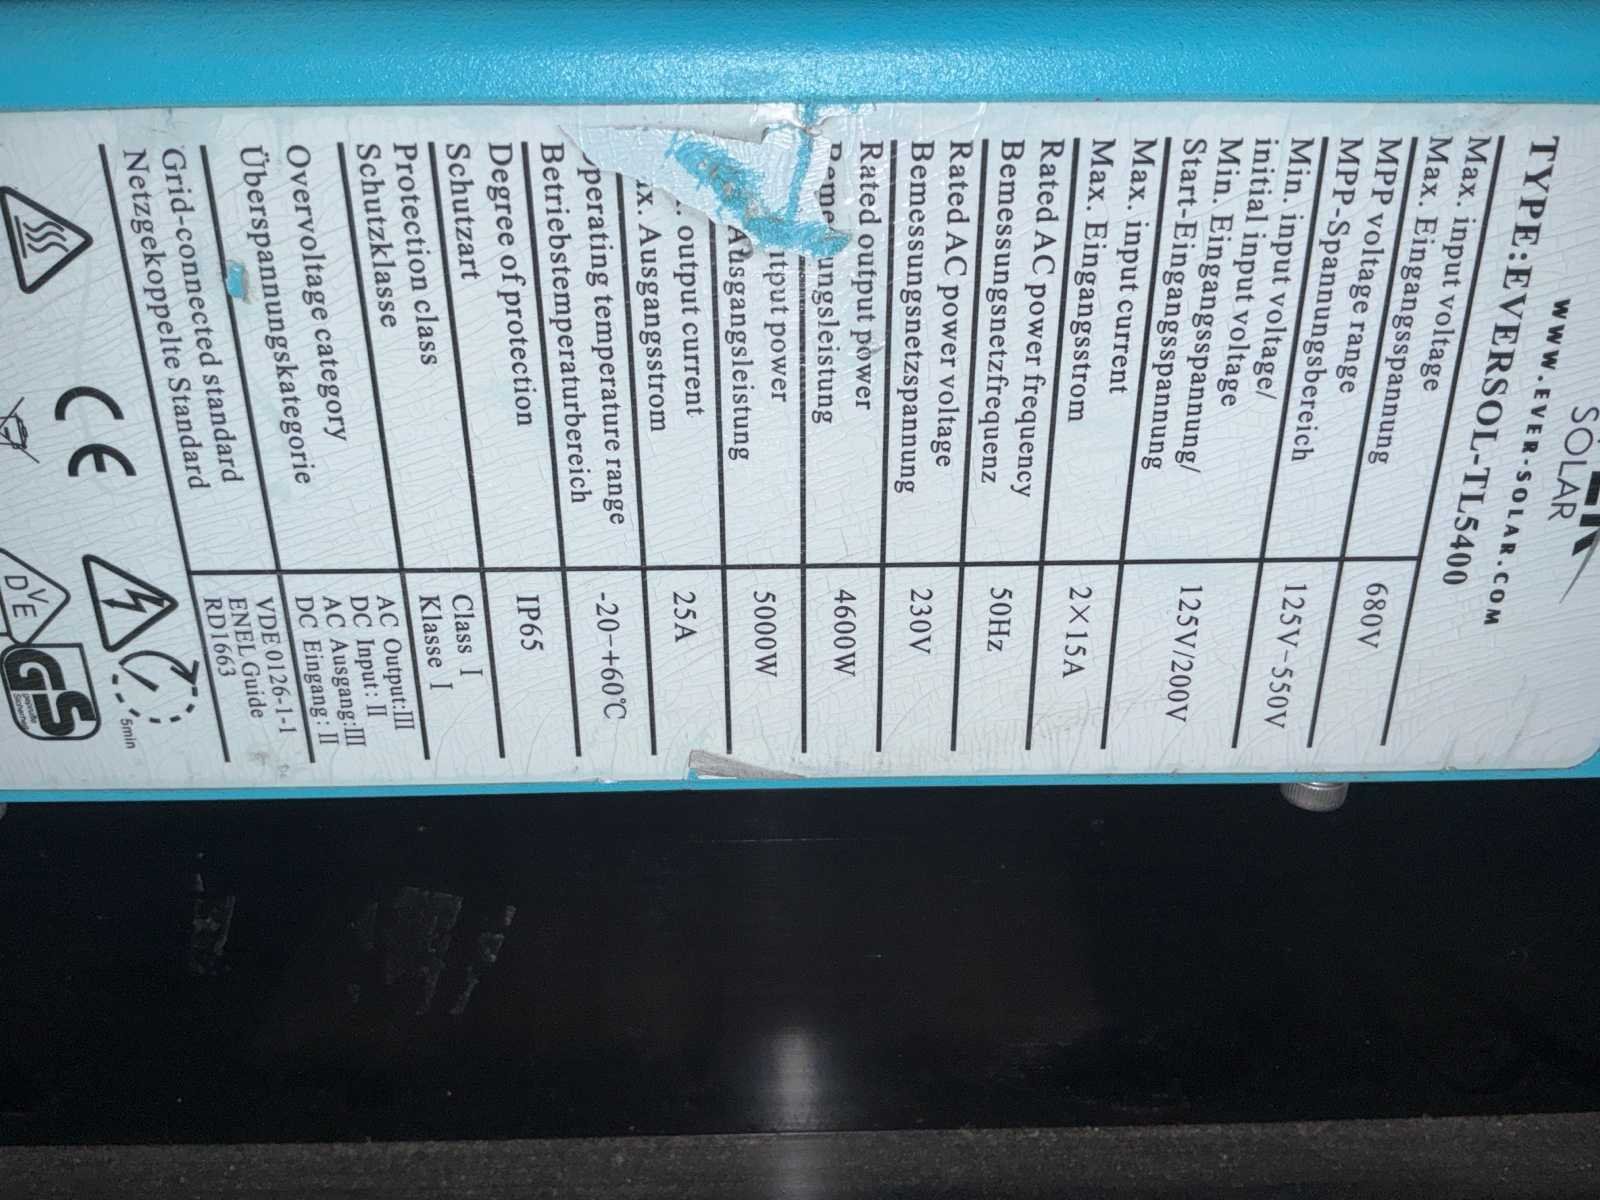 SOLAR
WWW.EVER-SOLAR.COM
TYPE:EVERSOL-TL5400
Max. input voltage
Max. Eingangsspannung
680V
MPP voltage range
MPP-Spannungsbereich
125V-550V
Min. input voltage/
initial input voltage
Min. Eingangsspannung/
Start-Eingangsspannung
125V/200V
Max. input current
Max. Eingangsstrom
2×15A
Rated AC power frequency
Bemessungsnetzfrequenz
50Hz
Rated AC power voltage
Bemessungsnetzspannung
230V
Rated output power
4600W
power
Ausgangsleistung
5000W
output current
Ausgangsstrom
25A
perating temperature range
Betriebstemperaturbereich
-20-+60℃
Degree of protection
Schutzart
IP65
Protection class
Schutzklasse
Class I
Klasse I
Overvoltage category
Überspannungskategorie
AC Output:III
DC Input: II
AC Ausgang:III
DC Eingang: II
Grid-connected standard
Netzgekoppelte Standard
VDE 0126-1-1
ENEL Guide
RD1663
CE
5min
DVE
GS